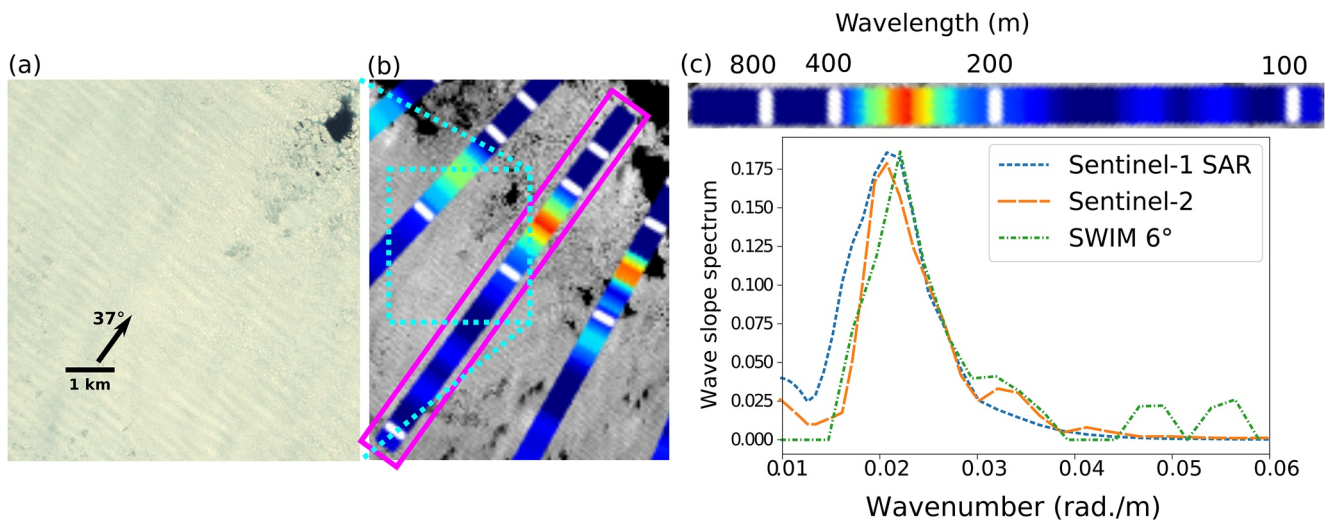 (a)
37°
1 km
(b)
Wavelength (m)
(c) 800 400 200 100
Wave slope spectrum
0.175
0.150
0.125
0.100
0.075
0.050
0.025
0.000
Sentinel-1 SAR
Sentinel-2
SWIM 6°
0.01 0.02 0.03 0.04 0.05 0.06
Wavenumber (rad./m)